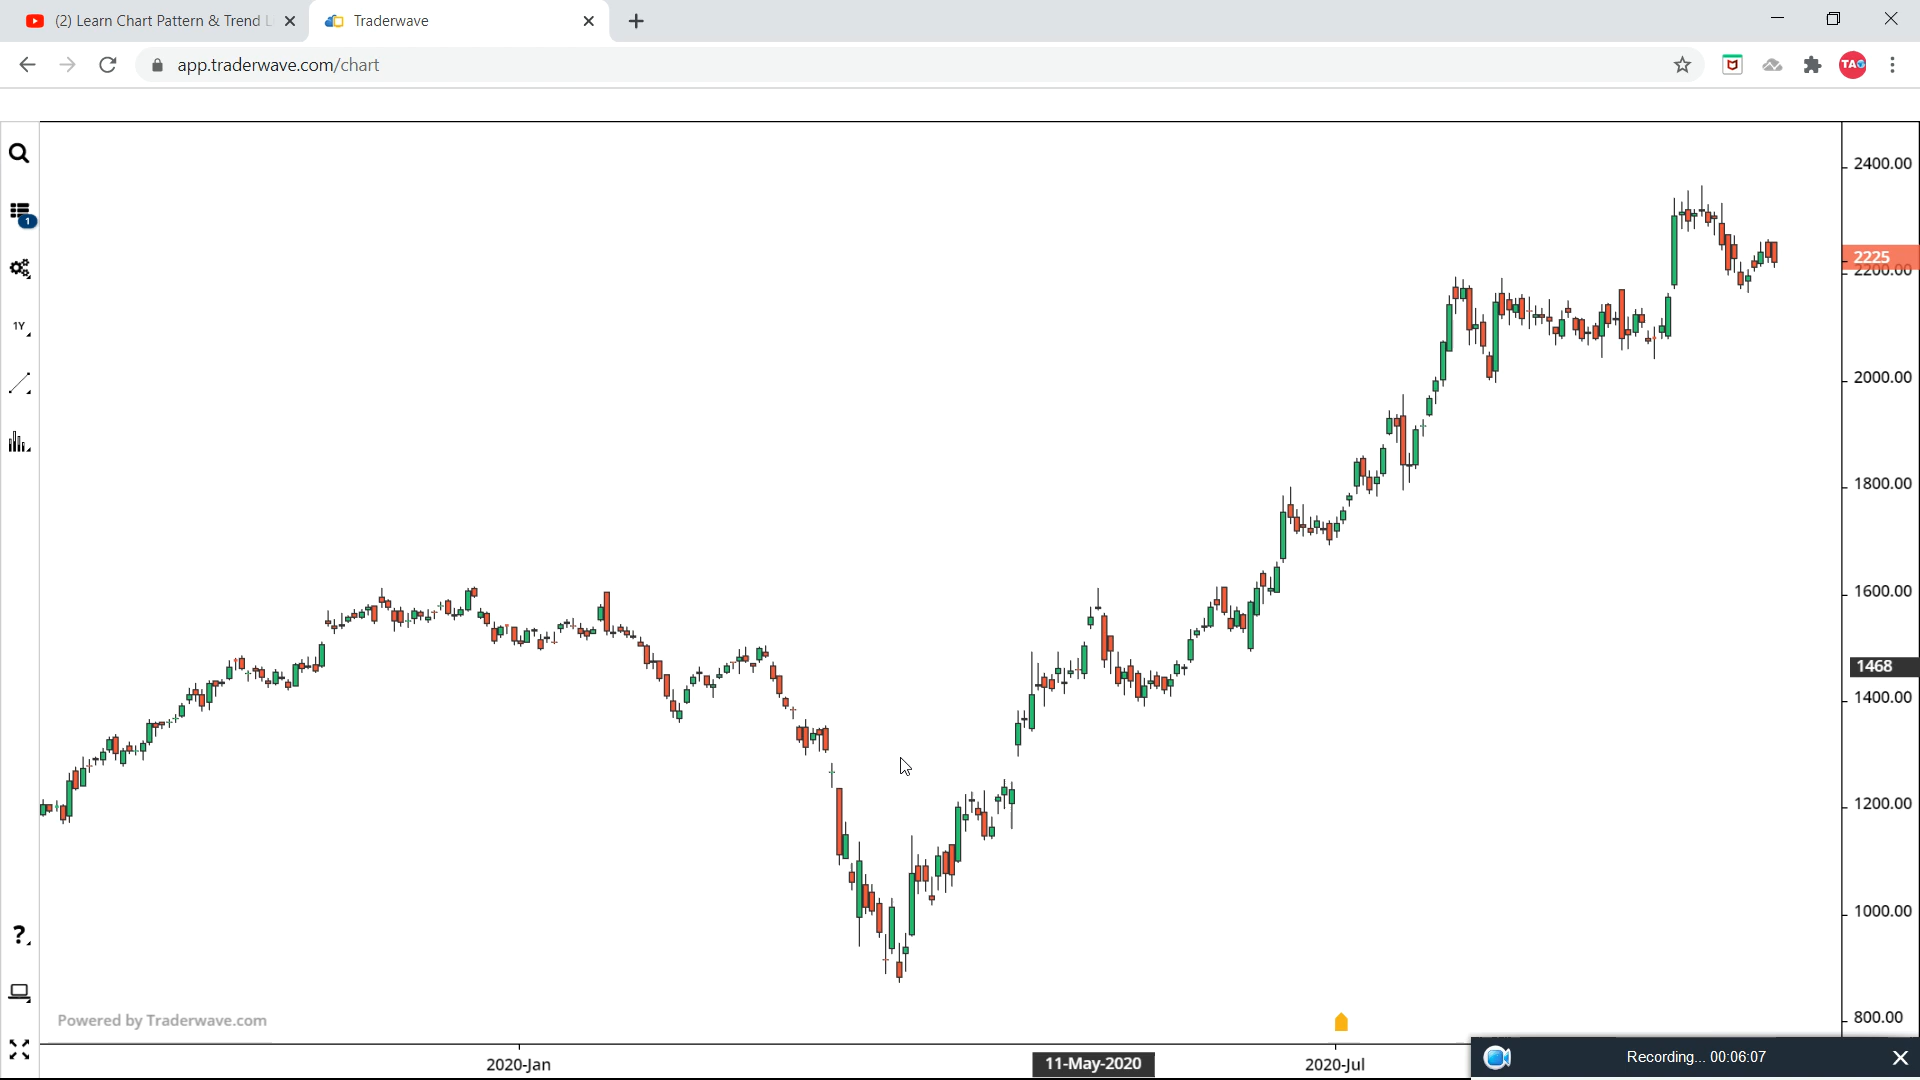 (2) Learn Chart Pattern & Trend L
Traderwave
app.traderwave.com/chart
TAG
1
1Y
2400.00
2225
2200.00
2000.00
1800.00
1600.00
1468
1400.00
1200.00
1000.00
800.00
?
Powered by Traderwave.com
2020-Jan
11-May-2020
2020-Jul
Recording... 00:06:07